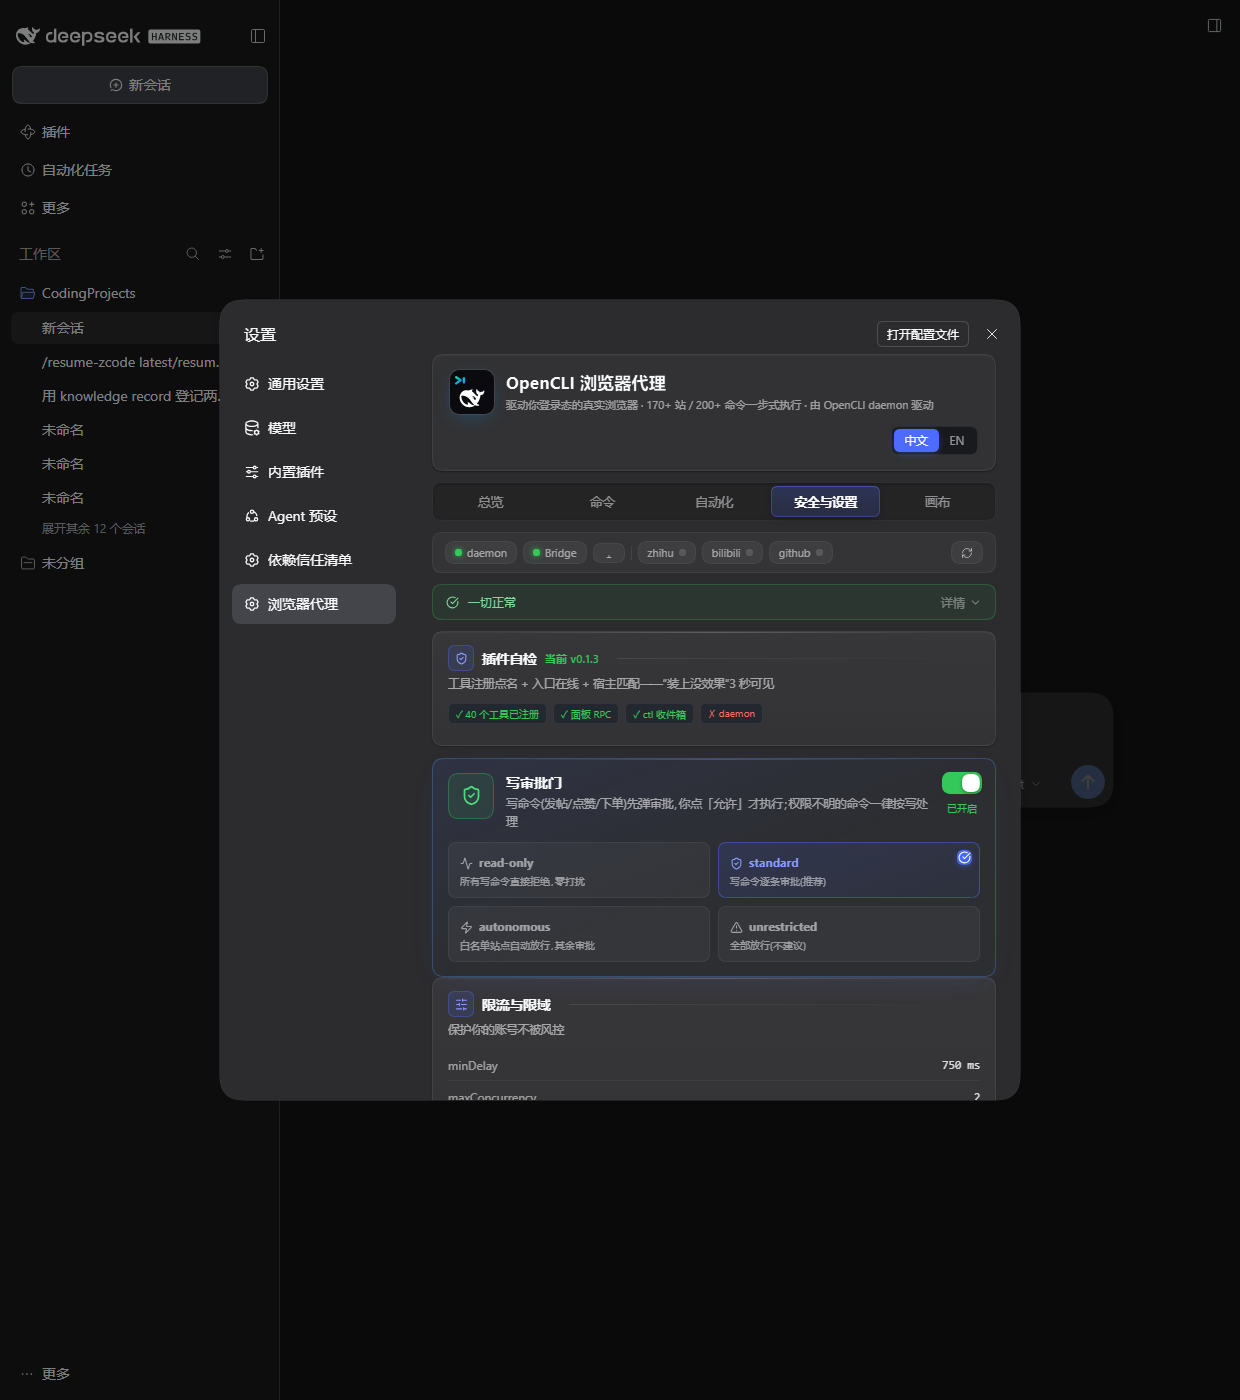 deepseek HARNESS
新会话
插件
自动化任务
更多
工作区
CodingProjects
新会话
/resume-zcode latest/resum...
用 knowledge record 登记两...
未命名
未命名
未命名
展开其余 12 个会话
未分组
更多
设置
打开配置文件
通用设置
模型
内置插件
Agent 预设
依赖信任清单
浏览器代理
OpenCLI 浏览器代理
驱动你登录态的真实浏览器 · 170+ 站 / 200+ 命令一步式执行 · 由 OpenCLI daemon 驱动
中文 EN
总览 命令 自动化 安全与设置 画布
daemon Bridge zhihu bilibili github
一切正常 详情
插件自检 当前 v0.1.3
工具注册点名 + 入口在线 + 宿主匹配——“装上没效果”3 秒可见
✓ 40 个工具已注册 ✓ 面板 RPC ✓ ctl 收件箱 ✗ daemon
写审批门
写命令(发帖/点赞/下单)先弹审批,你点「允许」才执行;权限不明的命令一律按写处
理
已开启
read-only
所有写命令直接拒绝,零打扰
standard
写命令逐条审批(推荐)
autonomous
白名单站点自动放行,其余审批
unrestricted
全部放行(不建议)
限流与限域
保护你的账号不被风控
minDelay 750 ms
maxConcurrency 2